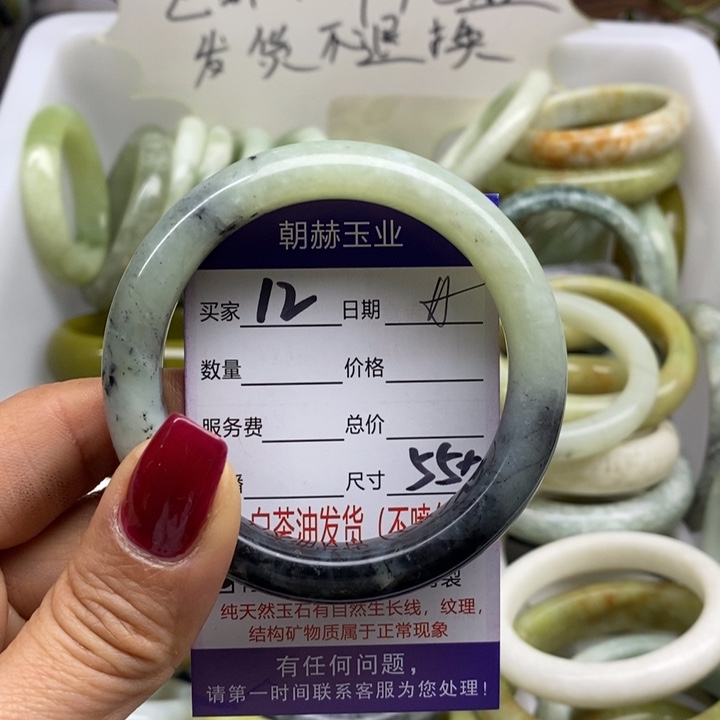 发货不退换
朝赫玉业
买家 12 日期
数量 价格
服务费 总价
尺寸 55+
白茶油发货（不喷
纯天然玉石有自然生长线，纹理，
结构矿物质属于正常现象
有任何问题，
请第一时间联系客服为您处理！